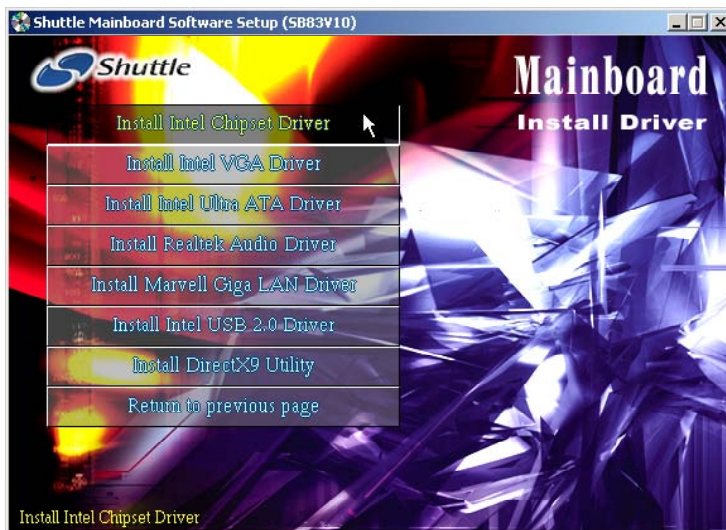 Shuttle Mainboard Software Setup (SB83V10)
Shuttle
Mainboard
Install Driver
Install Intel Chipset Driver
Install Intel VGA Driver
Install Intel Ultra ATA Driver
Install Realtek Audio Driver
Install Marvell Giga LAN Driver
Install Intel USB 2.0 Driver
Install DirectX9 Utility
Return to previous page
Install Intel Chipset Driver